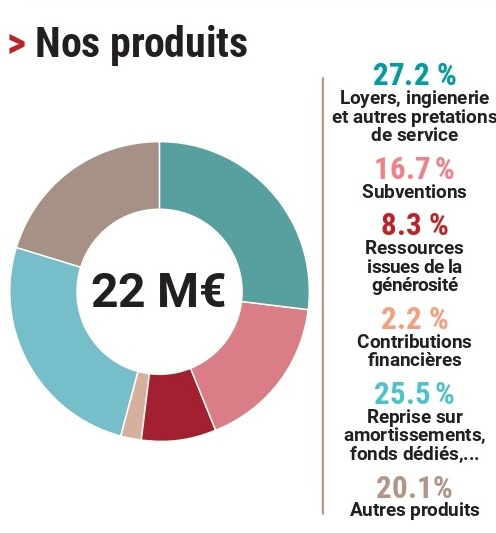 > Nos produits
22 M€
27.2 %
Loyers, ingienerie
et autres pretations
de service
16.7 %
Subventions
8.3 %
Ressources
issues de la
générosité
2.2 %
Contributions
financières
25.5 %
Reprise sur
amortissements,
fonds dédiés,...
20.1%
Autres produits